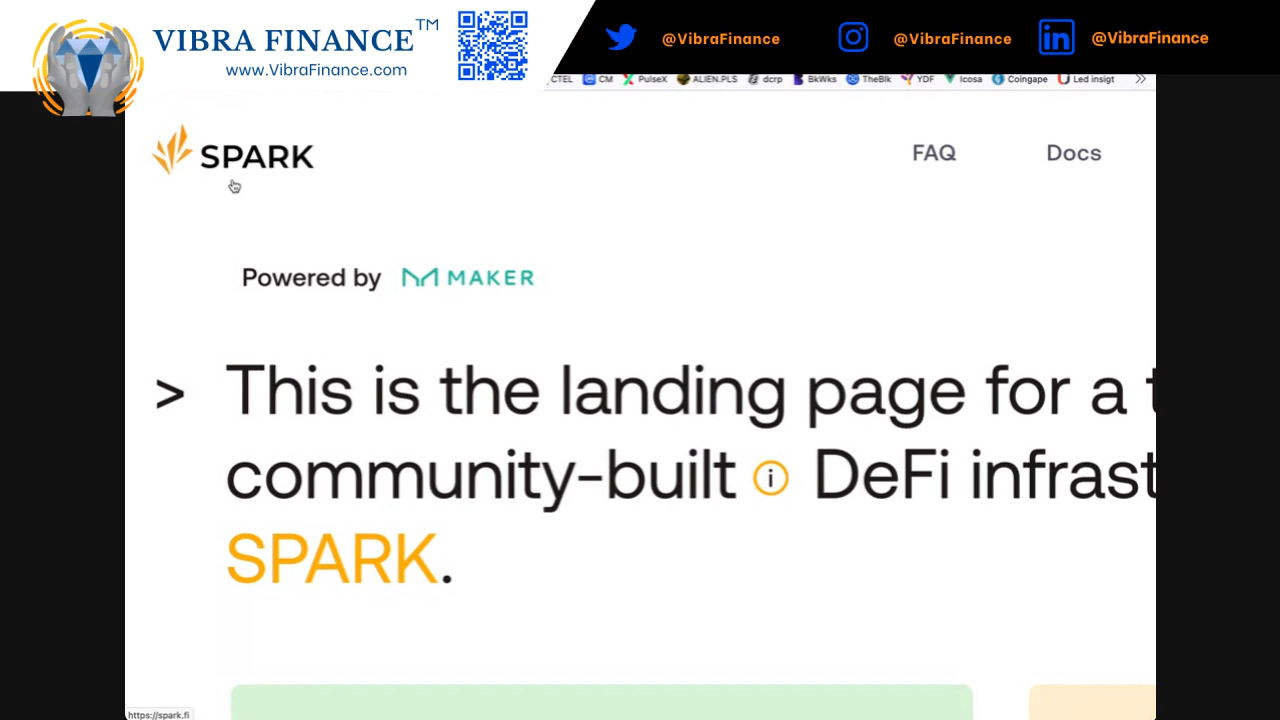 VIBRA FINANCE™
www.VibraFinance.com
@VibraFinance
@VibraFinance
@VibraFinance
CTEL CM PulseX ALIEN.PLS dcrp BkWks TheBlk YDF Icosa Coingape Led insigt
SPARK
FAQ Docs
Powered by MAKER
> This is the landing page for a
community-built i DeFi infrast
SPARK.
https://spark.fi